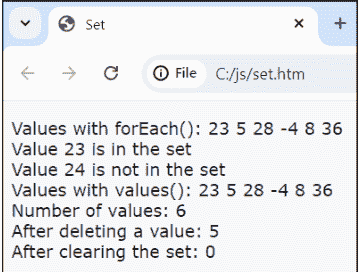 Set
File C:/js/set.htm
Values with forEach(): 23 5 28 -4 8 36
Value 23 is in the set
Value 24 is not in the set
Values with values(): 23 5 28 -4 8 36
Number of values: 6
After deleting a value: 5
After clearing the set: 0